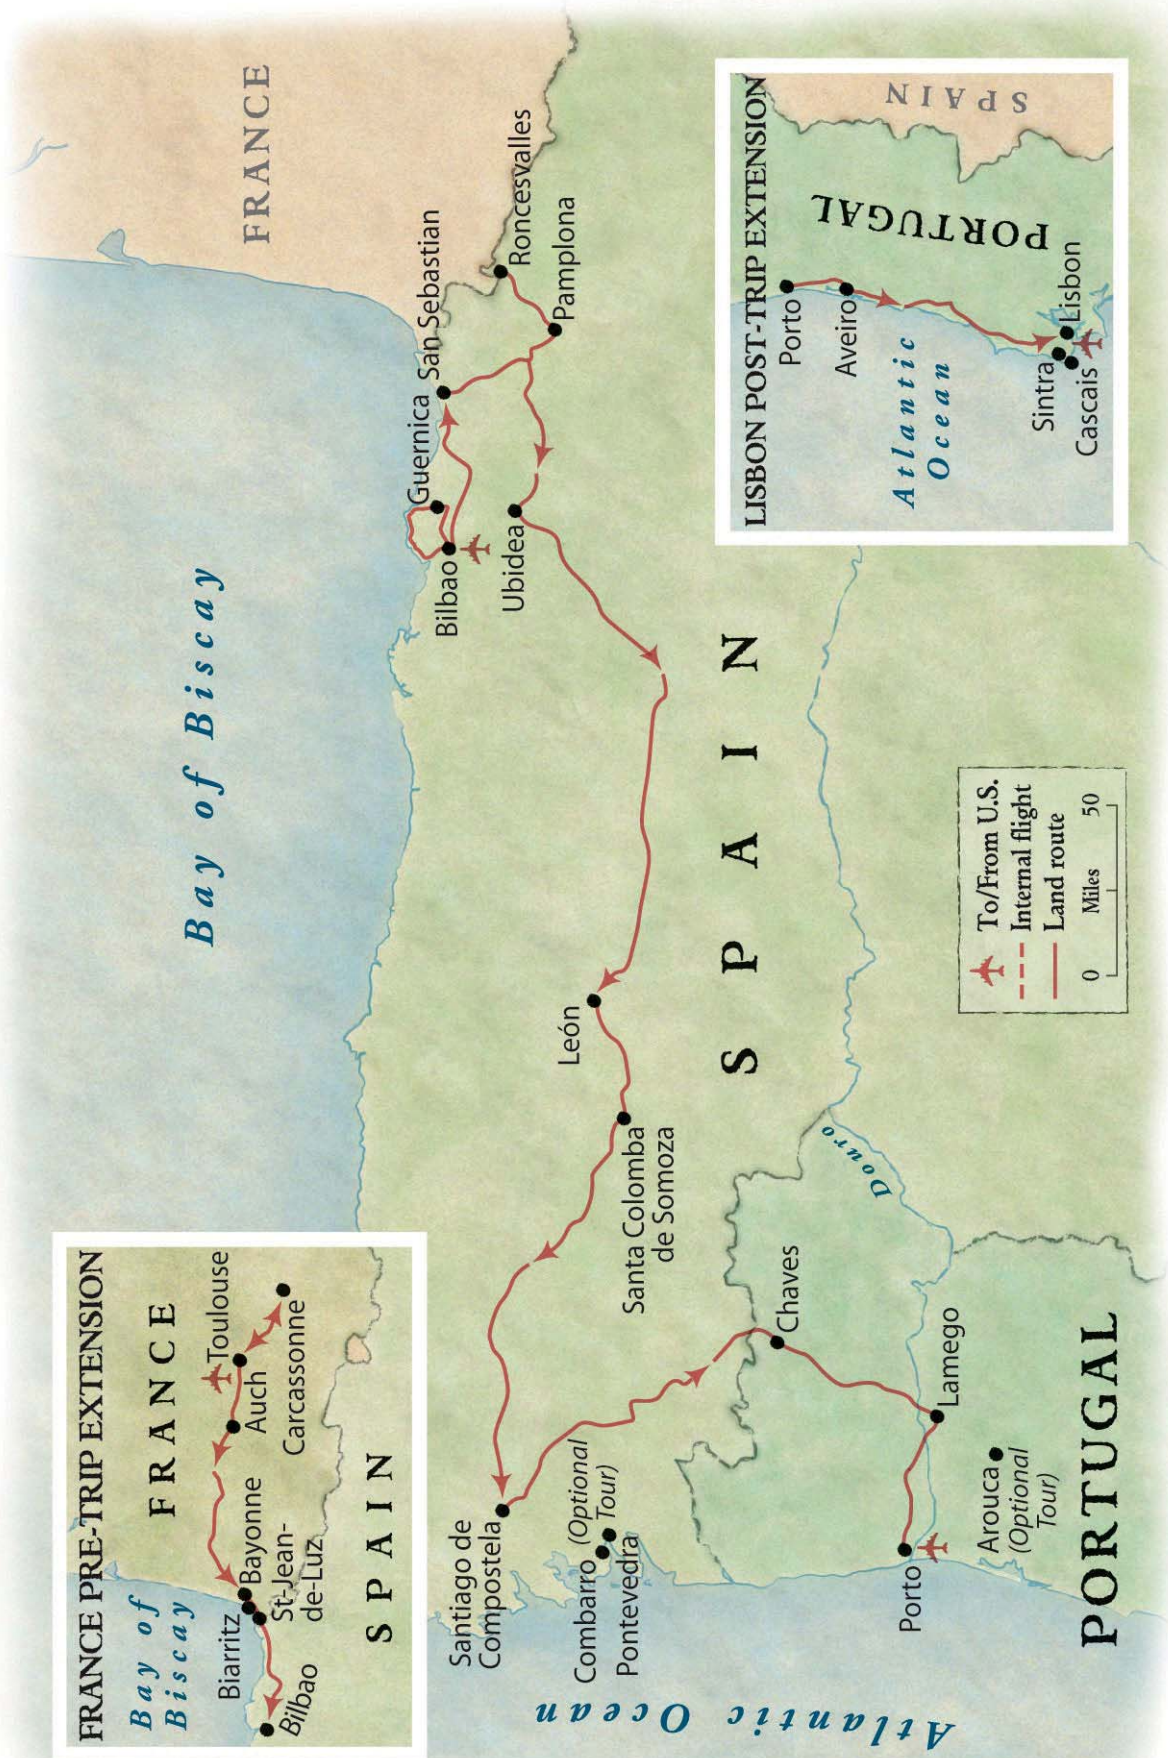 FRANCE PRE-TRIP EXTENSION
Bay of
Biscay
FRANCE
Toulouse
Auch
Carcassonne
Bayonne
Biarritz
St-Jean-
de-Luz
Bilbao
SPAIN
Bay of Biscay
FRANCE
San Sebastian
Guernica
Bilbao
Roncesvalles
Pamplona
Ubidea
León
Santa Colomba
de Somoza
Santiago de
Compostela
Combarro (Optional
Tour)
Pontevedra
SPAIN
Chaves
Douro
Lamego
Porto
Arouca
(Optional
Tour)
PORTUGAL
Atlantic Ocean
To/From U.S.
Internal flight
Land route
0 Miles 50
LISBON POST-TRIP EXTENSION
Porto
Aveiro
Atlantic
Ocean
Sintra
Cascais
Lisbon
PORTUGAL
SPAIN